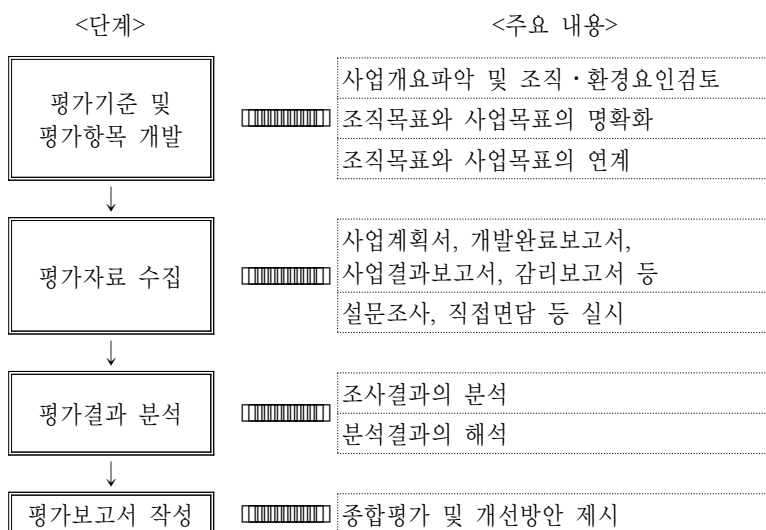 <단계>
<주요 내용>
평가기준 및
평가항목 개발
사업개요파악 및 조직・환경요인검토
조직목표와 사업목표의 명확화
조직목표와 사업목표의 연계
↓
평가자료 수집
사업계획서, 개발완료보고서,
사업결과보고서, 감리보고서 등
설문조사, 직접면담 등 실시
↓
평가결과 분석
조사결과의 분석
분석결과의 해석
↓
평가보고서 작성
종합평가 및 개선방안 제시